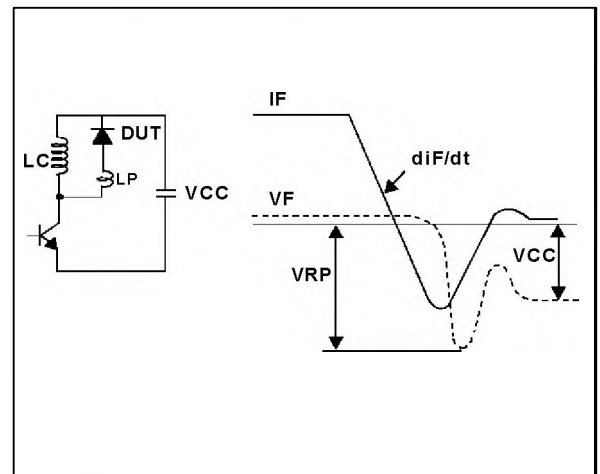 IF
DUT
diF/dt
LC
LP
VCC
VF
VCC
VRP